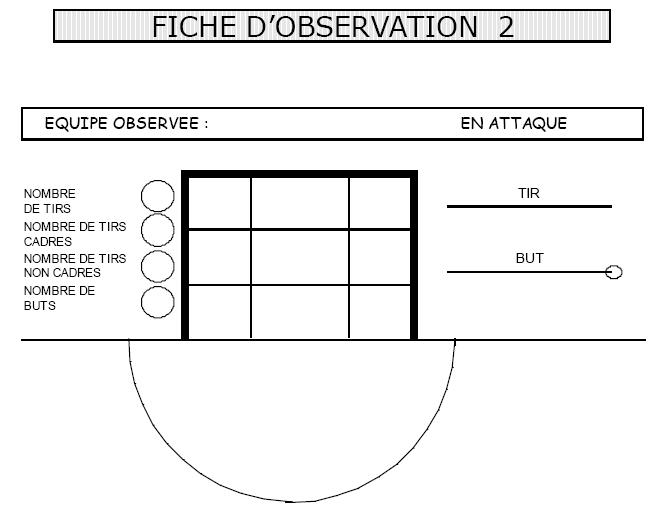 FICHE D'OBSERVATION 2
EQUIPE OBSERVEE : EN ATTAQUE
NOMBRE
DE TIRS
NOMBRE DE TIRS
CADRES
NOMBRE DE TIRS
NON CADRES
NOMBRE DE
BUTS
TIR
BUT